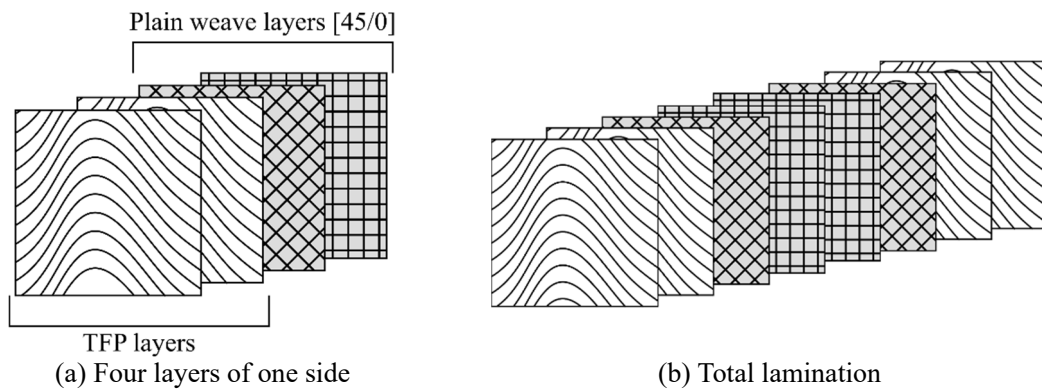 Plain weave layers [45/0]
TFP layers
(a) Four layers of one side
(b) Total lamination